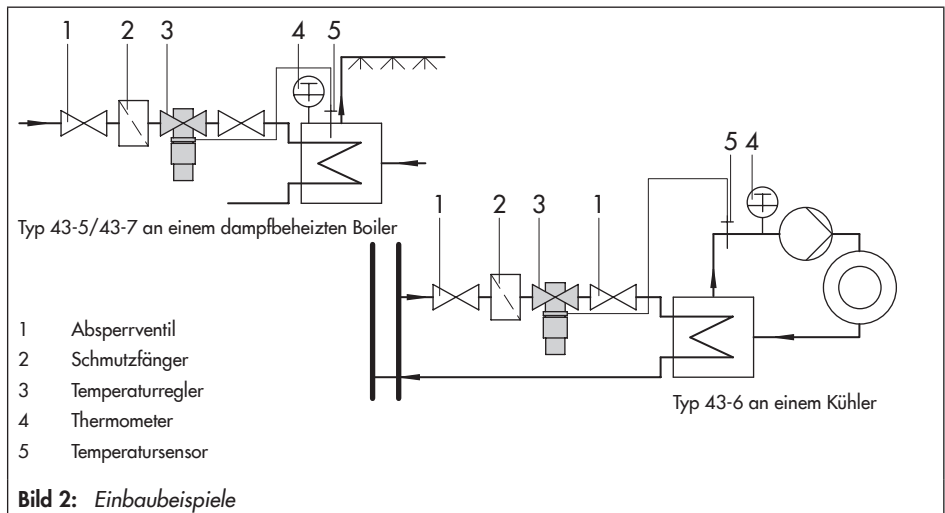 1 2 3 4 5
Typ 43-5/43-7 an einem dampfbeheizten Boiler
1 2 3 1 5 4
Typ 43-6 an einem Kühler
1 Absperrventil
2 Schmutzfänger
3 Temperaturregler
4 Thermometer
5 Temperatursensor
Bild 2: Einbaubeispiele